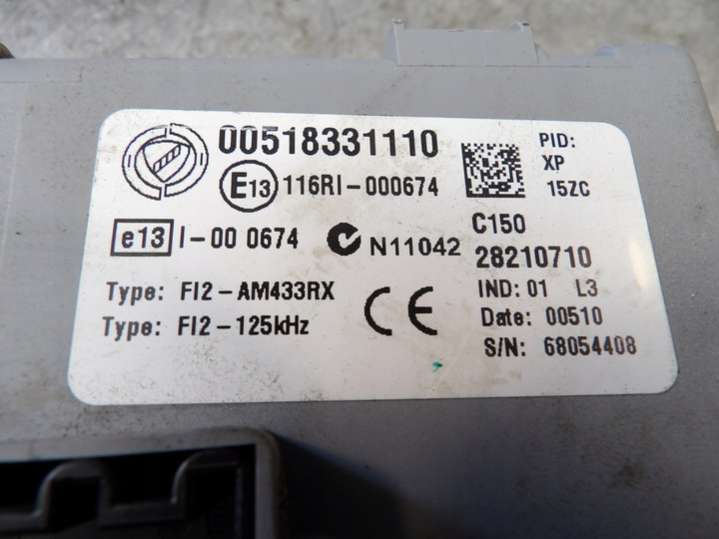 00518331110
E13 116RI-000674
e13 I-00 0674
N11042
Type: FI2-AM433RX
Type: FI2-125kHz
CE
PID:
XP
15ZC
C150
28210710
IND: 01 L3
Date: 00510
S/N: 68054408